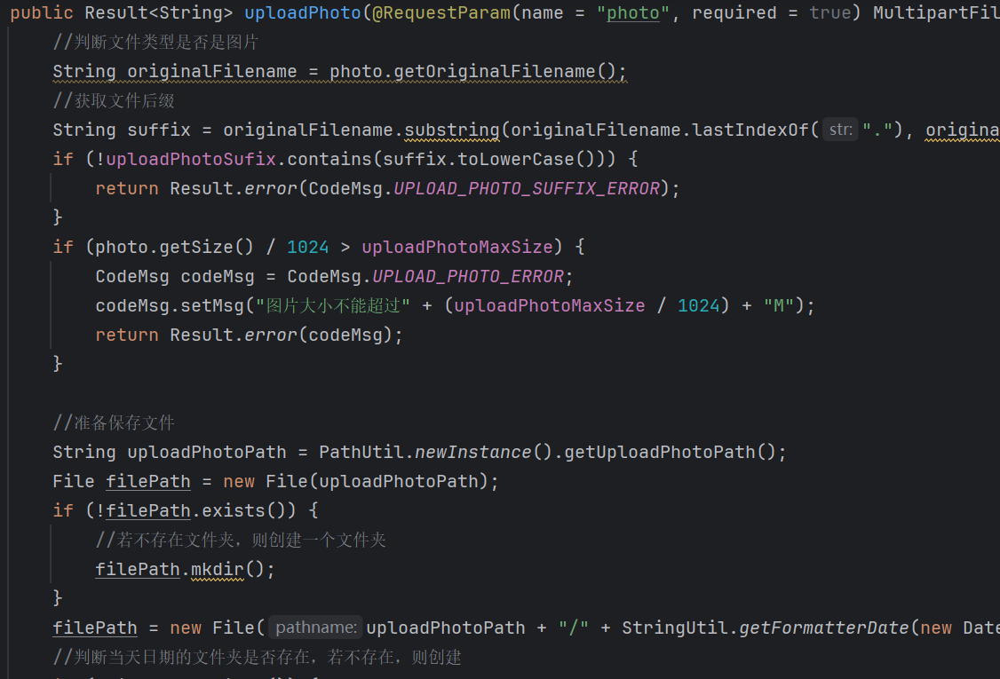 public Result<String> uploadPhoto(@RequestParam(name = "photo", required = true) MultipartFil
//判断文件类型是否是图片
String originalFilename = photo.getOriginalFilename();
//获取文件后缀
String suffix = originalFilename.substring(originalFilename.lastIndexOf( str: "."), origina
if (!uploadPhotoSufix.contains(suffix.toLowerCase())) {
return Result.error(CodeMsg.UPLOAD_PHOTO_SUFFIX_ERROR);
}
if (photo.getSize() / 1024 > uploadPhotoMaxSize) {
CodeMsg codeMsg = CodeMsg.UPLOAD_PHOTO_ERROR;
codeMsg.setMsg("图片大小不能超过" + (uploadPhotoMaxSize / 1024) + "M");
return Result.error(codeMsg);
}
//准备保存文件
String uploadPhotoPath = PathUtil.newInstance().getUploadPhotoPath();
File filePath = new File(uploadPhotoPath);
if (!filePath.exists()) {
//若不存在文件夹，则创建一个文件夹
filePath.mkdir();
}
filePath = new File( pathname: uploadPhotoPath + "/" + StringUtil.getFormatterDate(new Date
//判断当天日期的文件夹是否存在，若不存在，则创建